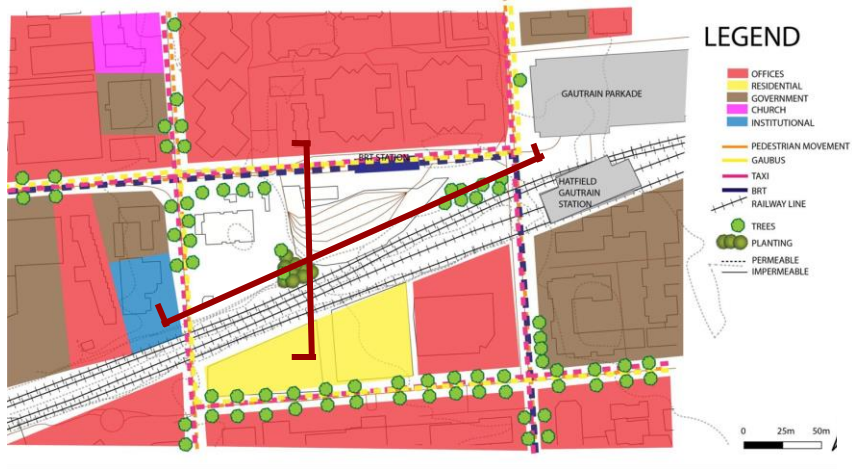 LEGEND
OFFICES
RESIDENTIAL
GOVERNMENT
CHURCH
INSTITUTIONAL
PEDESTRIAN MOVEMENT
GAUBUS
TAXI
BRT
RAILWAY LINE
TREES
PLANTING
PERMEABLE
IMPERMEABLE
GAUTRAIN PARKADE
BRT STATION
HATFIELD
GAUTRAIN
STATION
0 25m 50m